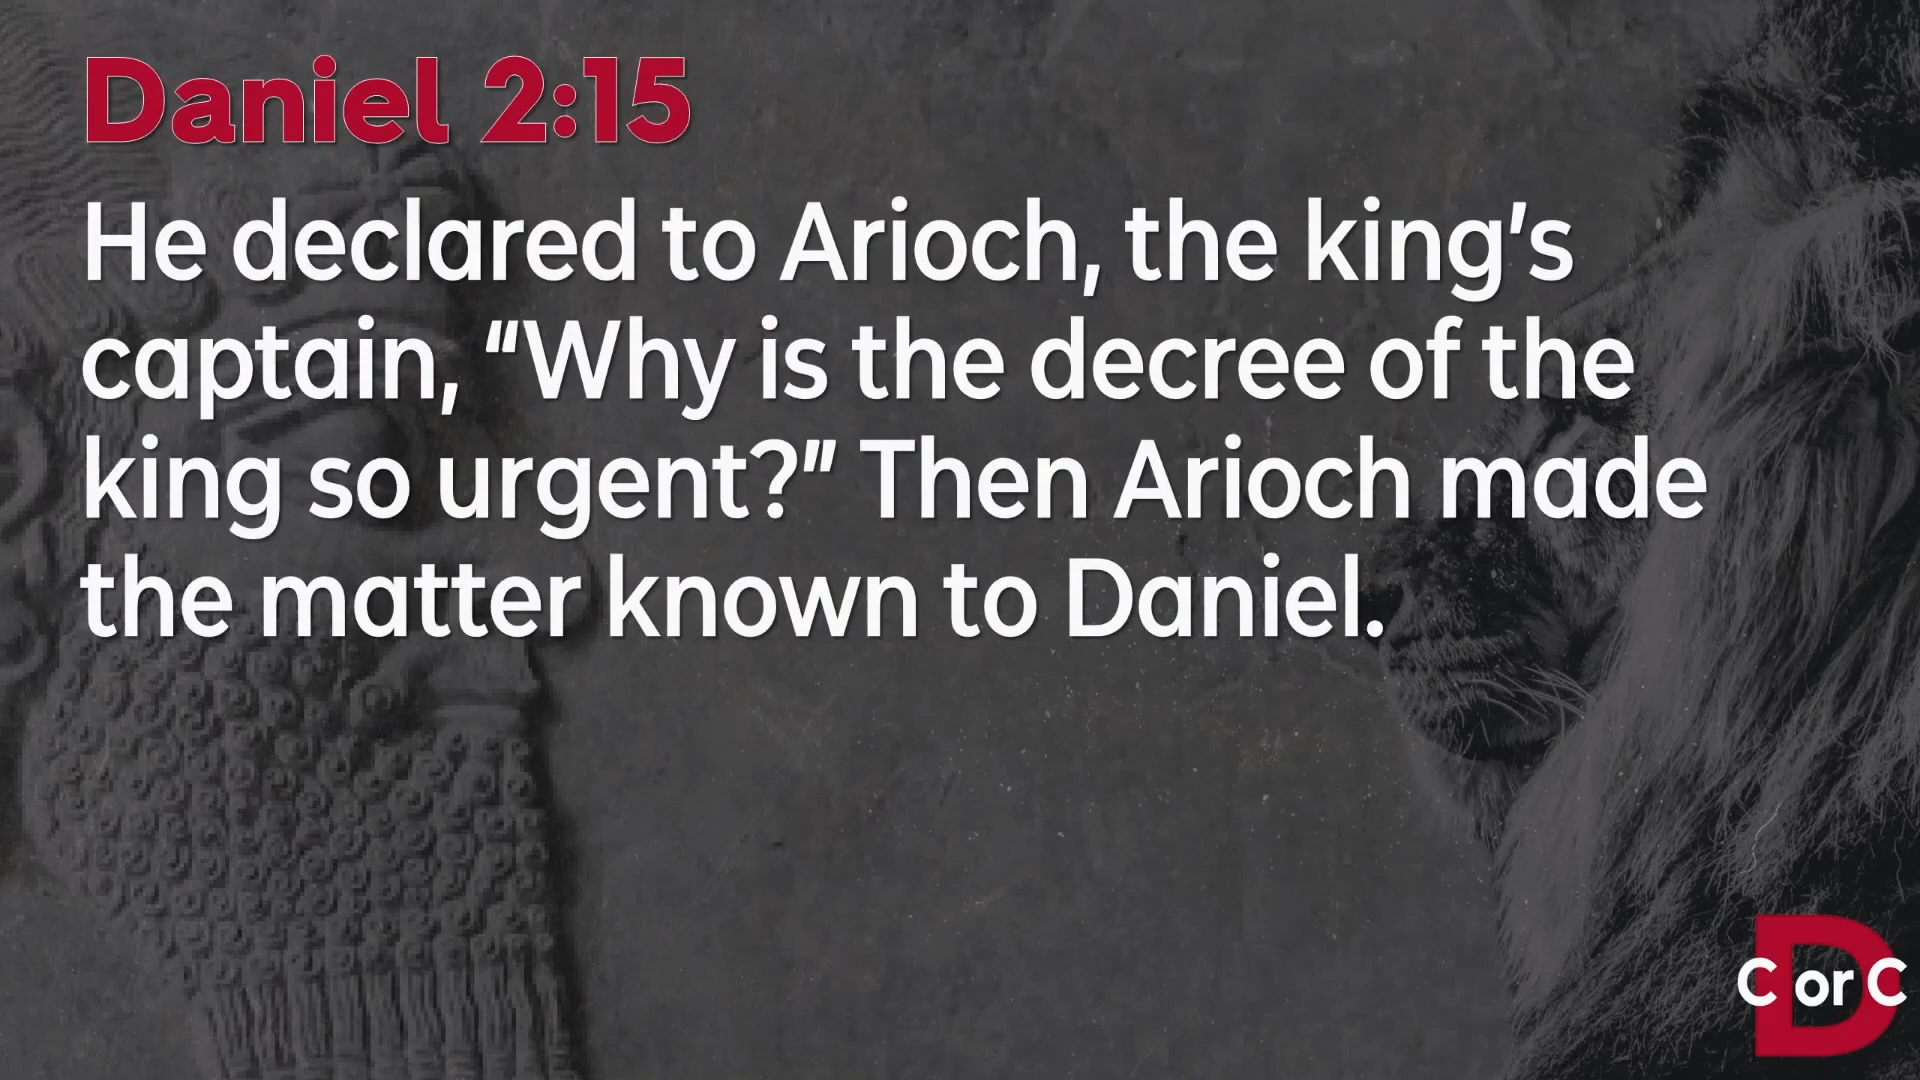 Daniel 2:15
He declared to Arioch, the king’s
captain, “Why is the decree of the
king so urgent?” Then Arioch made
the matter known to Daniel.
D
C or C